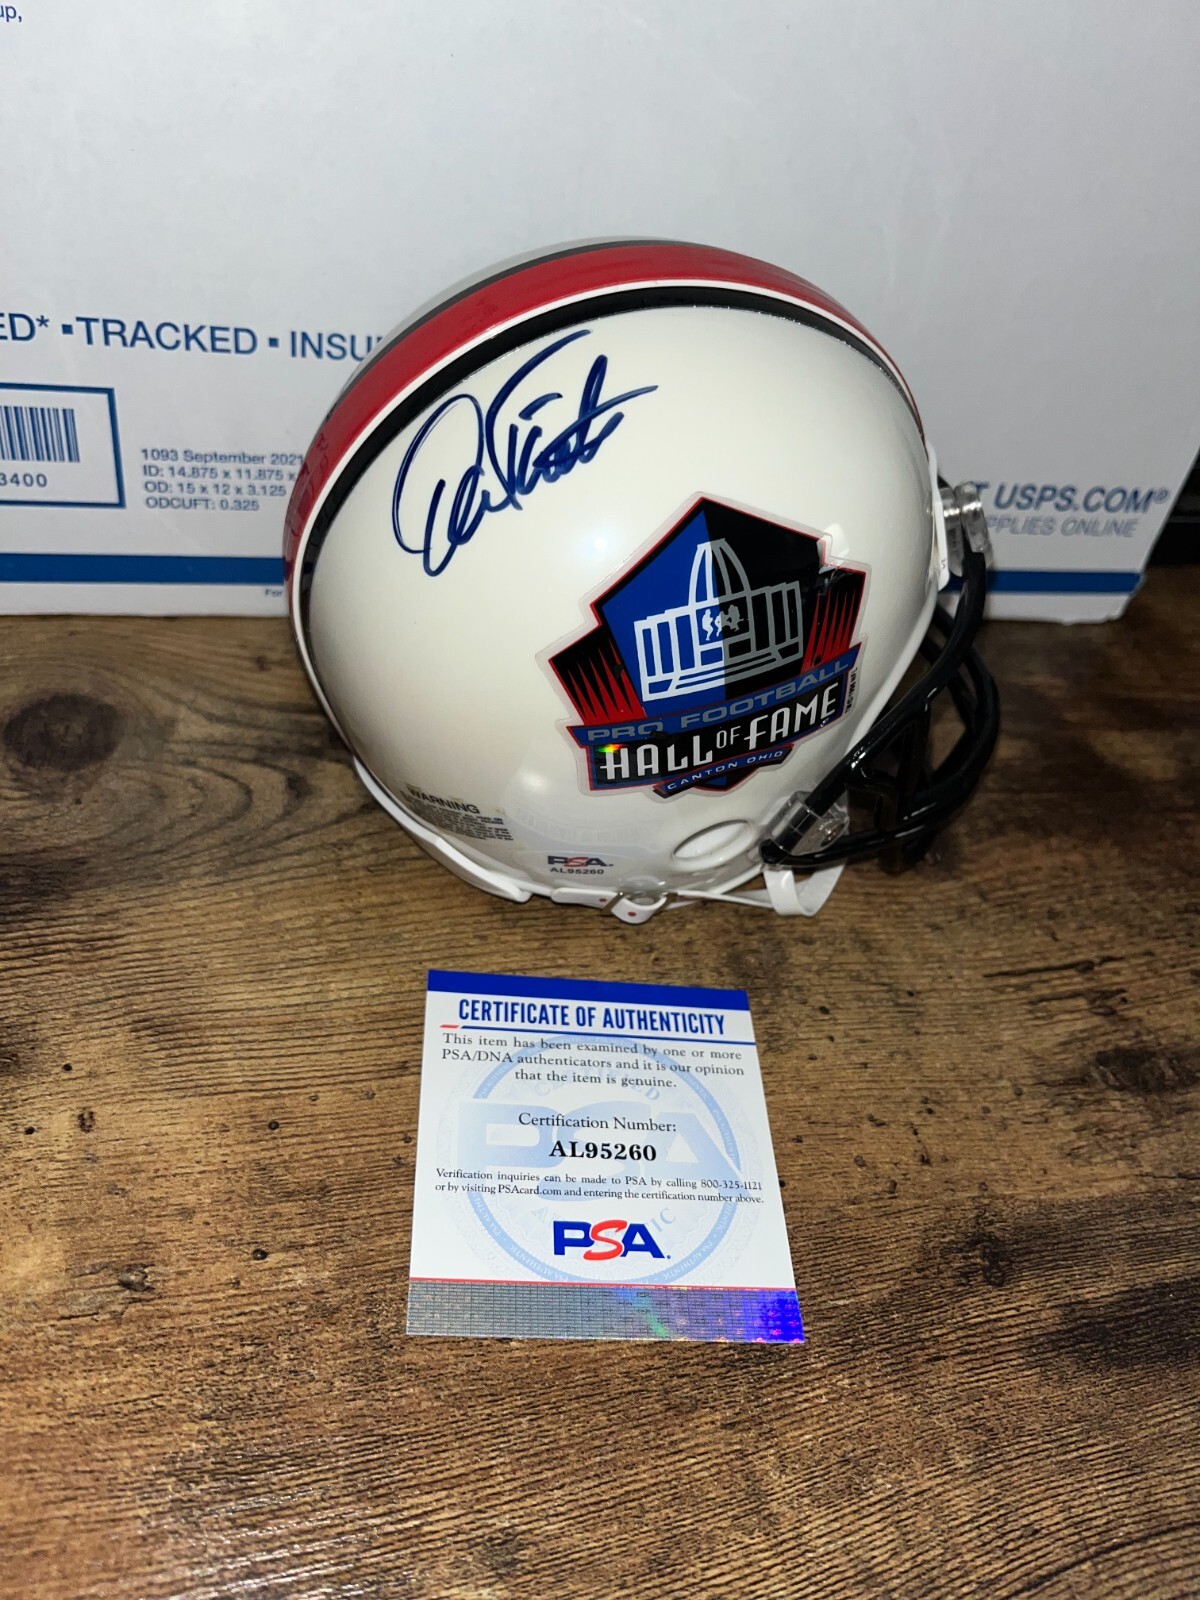 up,
ED* ▪TRACKED ▪ INSU
3400
1093 September 2021
ID: 14.875 x 11.875 x
OD: 15 x 12 x 3.125
ODCUFT: 0.325
For
T USPS.COM®
PPLIES ONLINE
PRO FOOTBALL
HALL OF FAME
CANTON OHIO
WARNING
PSA
AL95260
CERTIFICATE OF AUTHENTICITY
This item has been examined by one or more
PSA/DNA authenticators and it is our opinion
that the item is genuine.
Certification Number:
AL95260
Verification inquiries can be made to PSA by calling 800-325-1121
or by visiting PSAcard.com and entering the certification number above.
PSA